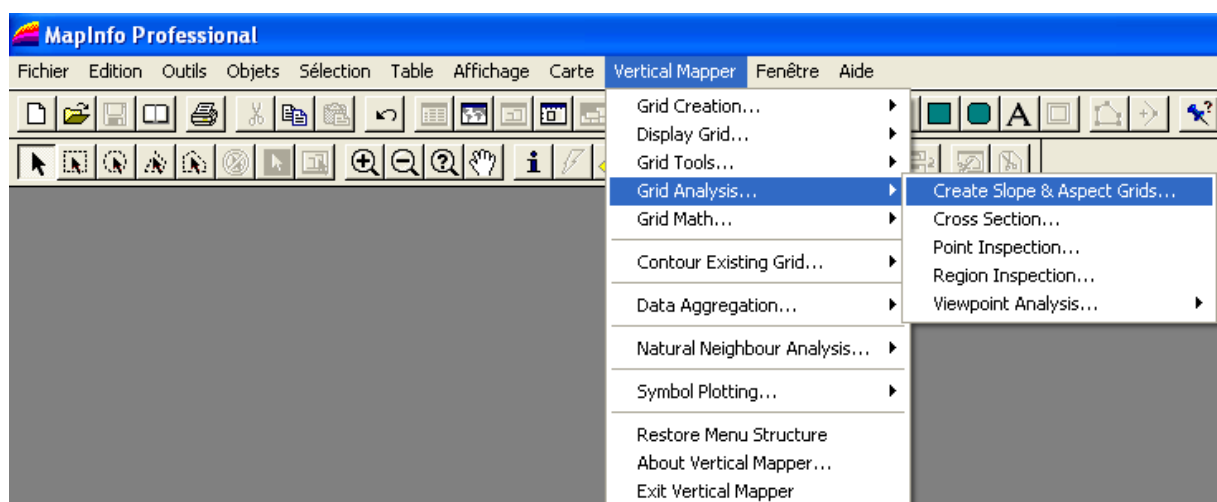 MapInfo Professional
Fichier Edition Outils Objets Sélection Table Affichage Carte Vertical Mapper Fenêtre Aide
Grid Creation...
Display Grid...
Grid Tools...
Grid Analysis...
Create Slope & Aspect Grids...
Grid Math...
Cross Section...
Point Inspection...
Contour Existing Grid...
Region Inspection...
Data Aggregation...
Viewpoint Analysis...
Natural Neighbour Analysis...
Symbol Plotting...
Restore Menu Structure
About Vertical Mapper...
Exit Vertical Mapper